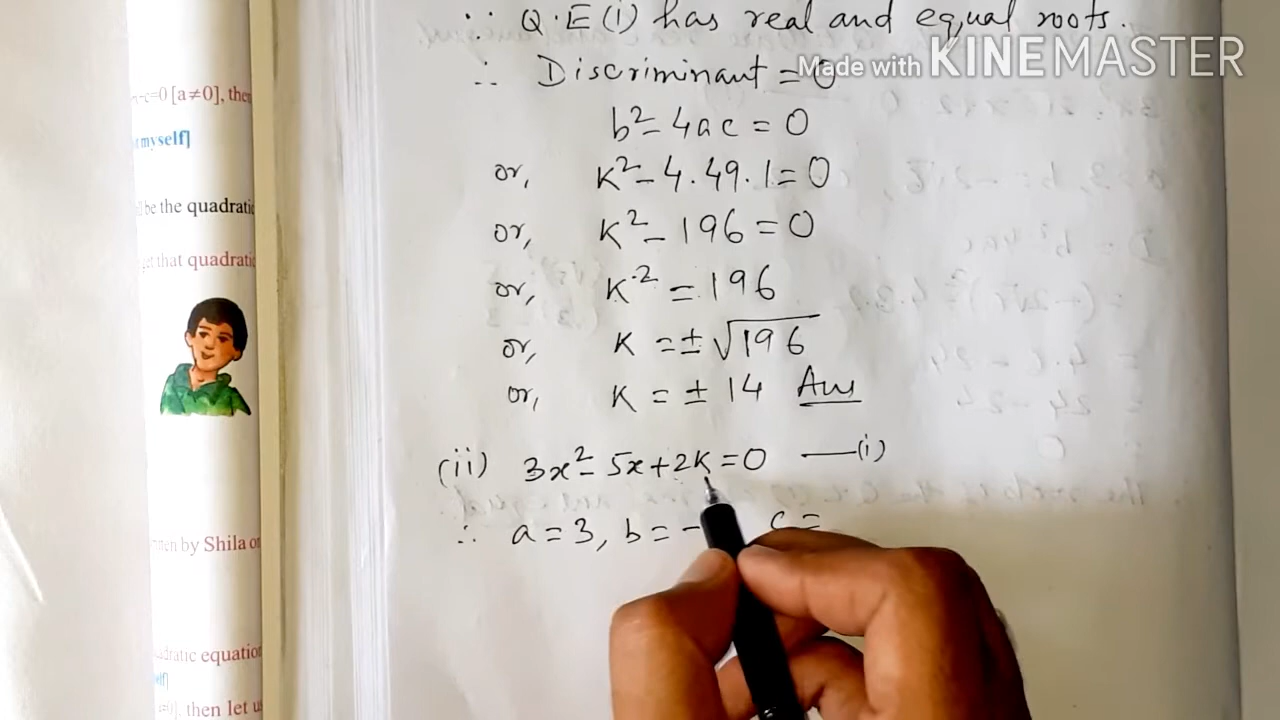 ∵ Q.E (i) has real and equal roots.
∴ Discriminant = 0
Made with KINEMASTER
b² - 4ac = 0
or, K² - 4.49.1 = 0
or, K² - 196 = 0
or, K² = 196
or, K = ± √196
or, K = ± 14 Ans
(ii) 3x² - 5x + 2K = 0 —(i)
∴ a = 3, b = - c =
c=0 [a≠0], then
myself]
be the quadratic
that quadratic
by Shila or
equation
then let u